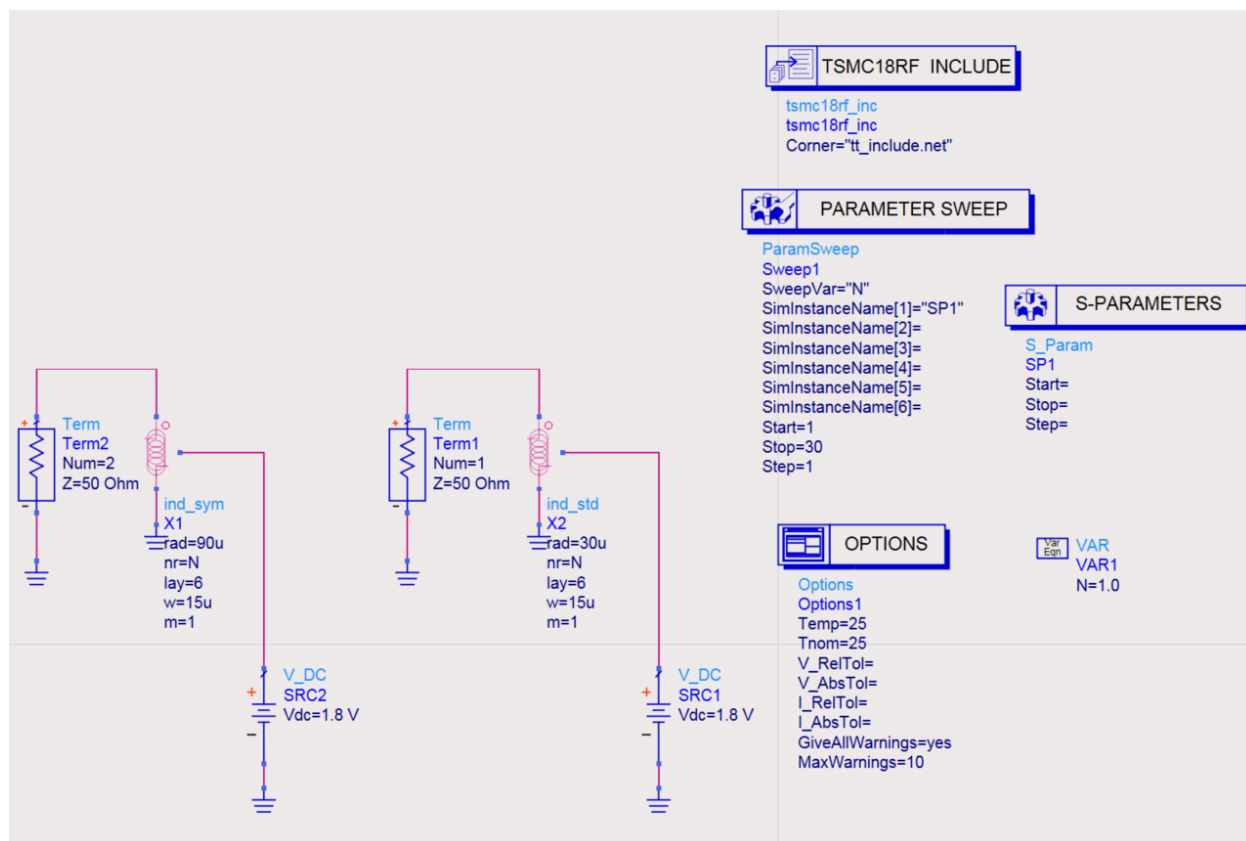 TSMC18RF INCLUDE
tsmc18rf_inc
tsmc18rf_inc
Corner="tt_include.net"
PARAMETER SWEEP
ParamSweep
Sweep1
SweepVar="N"
SimInstanceName[1]="SP1"
SimInstanceName[2]=
SimInstanceName[3]=
SimInstanceName[4]=
SimInstanceName[5]=
SimInstanceName[6]=
Start=1
Stop=30
Step=1
S-PARAMETERS
S_Param
SP1
Start=
Stop=
Step=
+
Term
Term2
Num=2
Z=50 Ohm
-
ind_sym
X1
rad=90u
nr=N
lay=6
w=15u
m=1
+
V_DC
SRC2
Vdc=1.8 V
-
+
Term
Term1
Num=1
Z=50 Ohm
-
ind_std
X2
rad=30u
nr=N
lay=6
w=15u
m=1
+
V_DC
SRC1
Vdc=1.8 V
-
OPTIONS
Options
Options1
Temp=25
Tnom=25
V_RelTol=
V_AbsTol=
I_RelTol=
I_AbsTol=
GiveAllWarnings=yes
MaxWarnings=10
Var
Eqn
VAR
VAR1
N=1.0